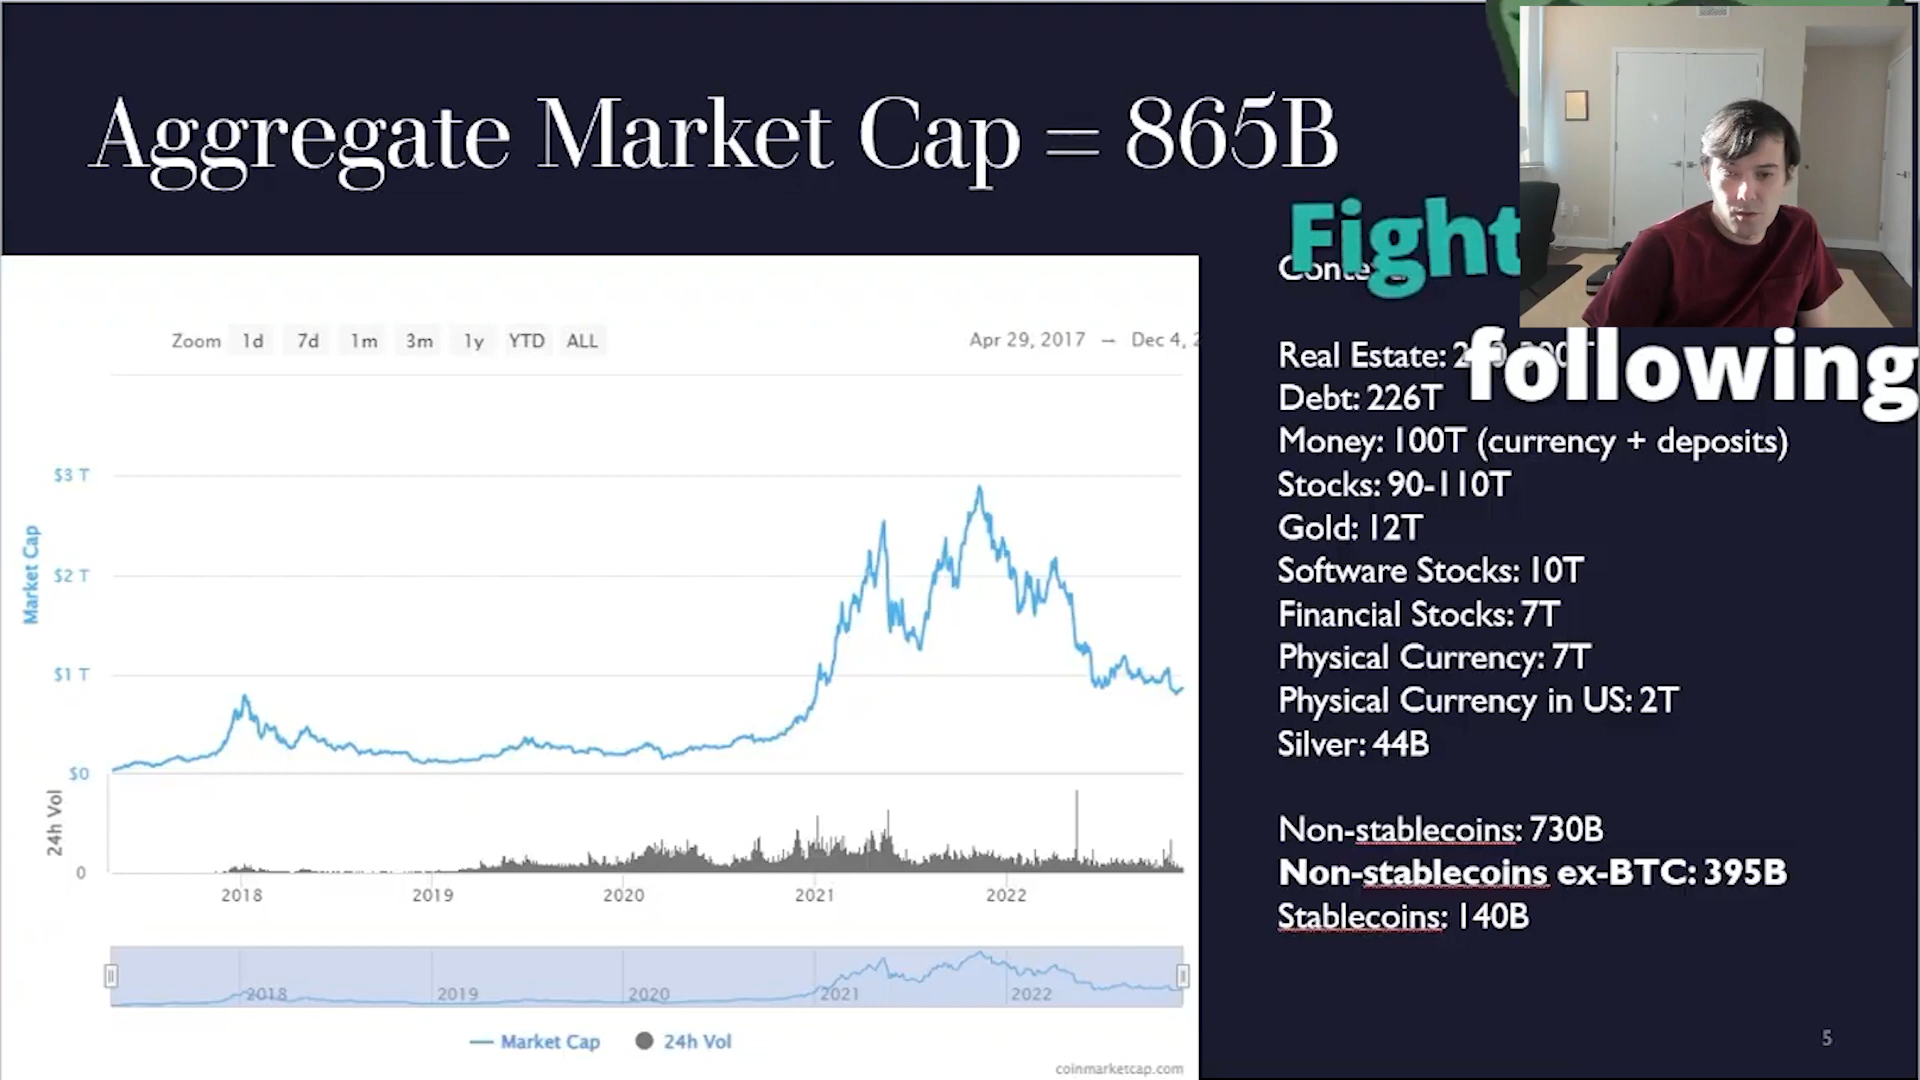 Aggregate Market Cap = 865B
Fight
following
Zoom 1d 7d 1m 3m 1y YTD ALL
Apr 29, 2017 → Dec 4,
Market Cap
$3 T
$2 T
$1 T
$0
24h Vol
0
2018 2019 2020 2021 2022
2018 2019 2020 2021 2022
Market Cap 24h Vol
coinmarketcap.com
Real Estate:
Debt: 226T
Money: 100T (currency + deposits)
Stocks: 90-110T
Gold: 12T
Software Stocks: 10T
Financial Stocks: 7T
Physical Currency: 7T
Physical Currency in US: 2T
Silver: 44B
Non-stablecoins: 730B
Non-stablecoins ex-BTC: 395B
Stablecoins: 140B
5